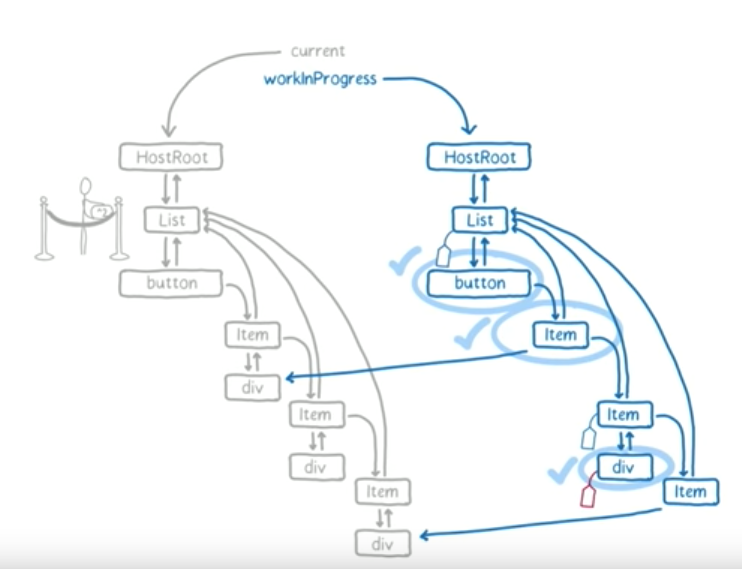 current
workInProgress
HostRoot
HostRoot
List
List
button
button
Item
Item
div
Item
Item
div
div
Item
Item
div